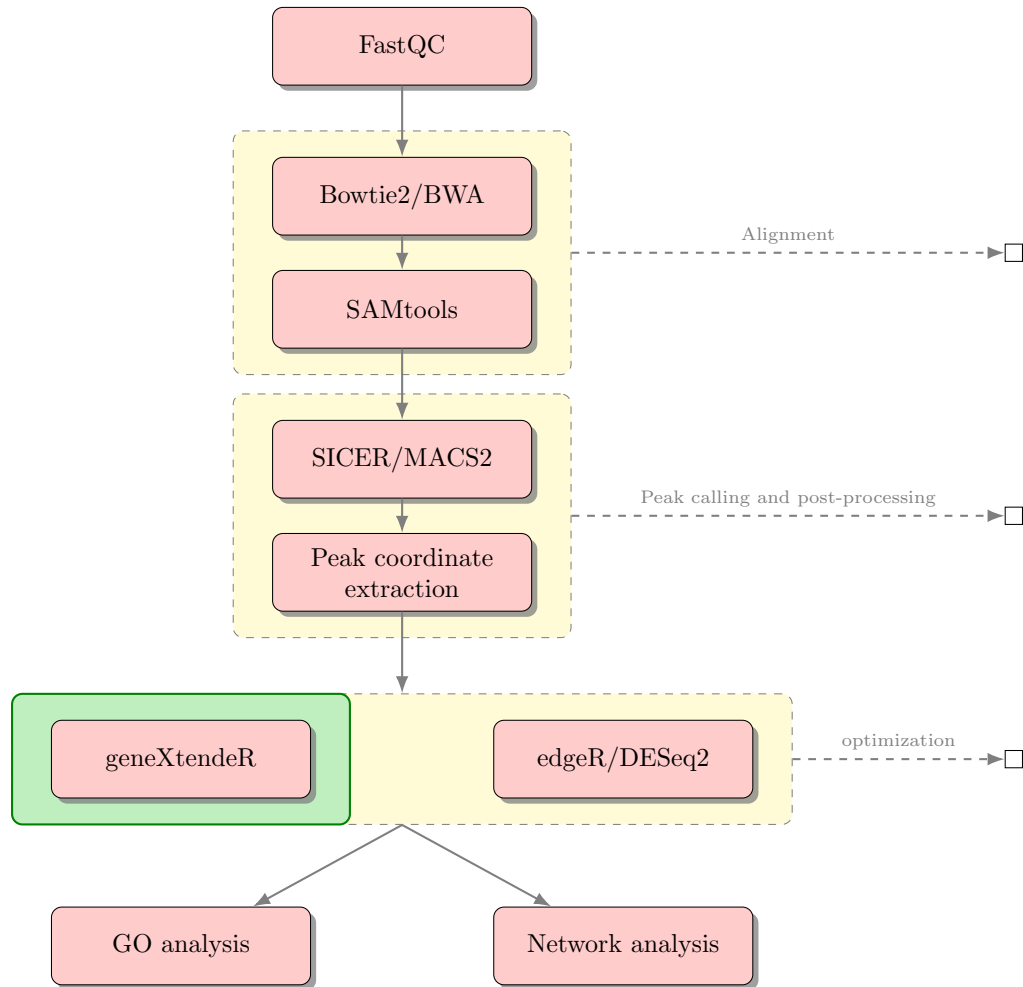 FastQC
Bowtie2/BWA
Alignment
SAMtools
SICER/MACS2
Peak calling and post-processing
Peak coordinate
extraction
geneXtendeR
edgeR/DESeq2
optimization
GO analysis
Network analysis